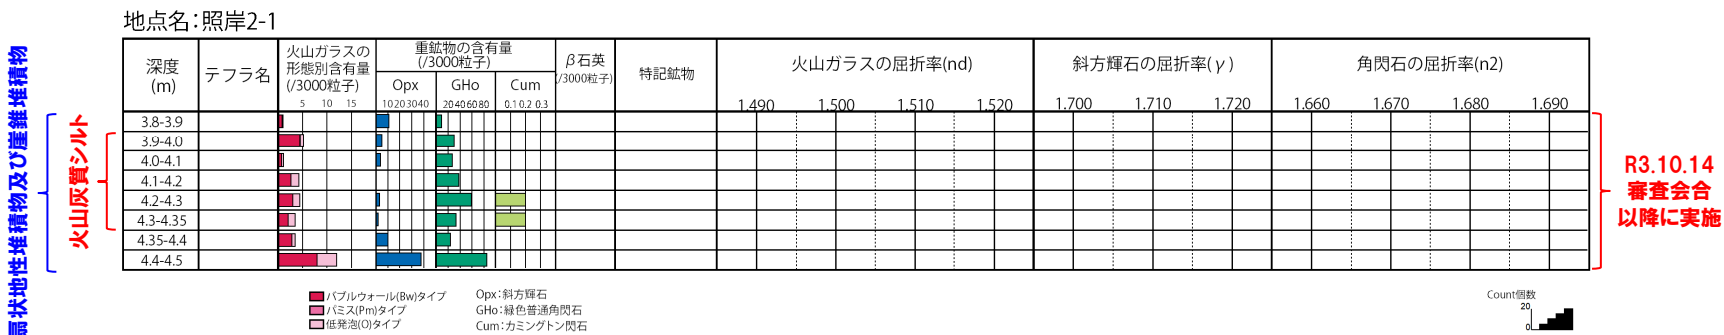 地点名:照岸2-1
扇状地性堆積物及び崖錐堆積物
火山灰質シルト
深度
(m)
テフラ名
火山ガラスの
形態別含有量
(/3000粒子)
5 10 15
重鉱物の含有量
(/3000粒子)
Opx GHo Cum
10203040 20406080 0.1 0.2 0.3
β石英
(/3000粒子)
特記鉱物
火山ガラスの屈折率(nd)
1.490 1.500 1.510 1.520
斜方輝石の屈折率(γ)
1.700 1.710 1.720
角閃石の屈折率(n2)
1.660 1.670 1.680 1.690
3.8-3.9
3.9-4.0
4.0-4.1
4.1-4.2
4.2-4.3
4.3-4.35
4.35-4.4
4.4-4.5
R3.10.14
審査会合
以降に実施
バブルウォール(Bw)タイプ
パミス(Pm)タイプ
低発泡(O)タイプ
Opx:斜方輝石
GHo:緑色普通角閃石
Cum:カミングトン閃石
Count個数
20
0